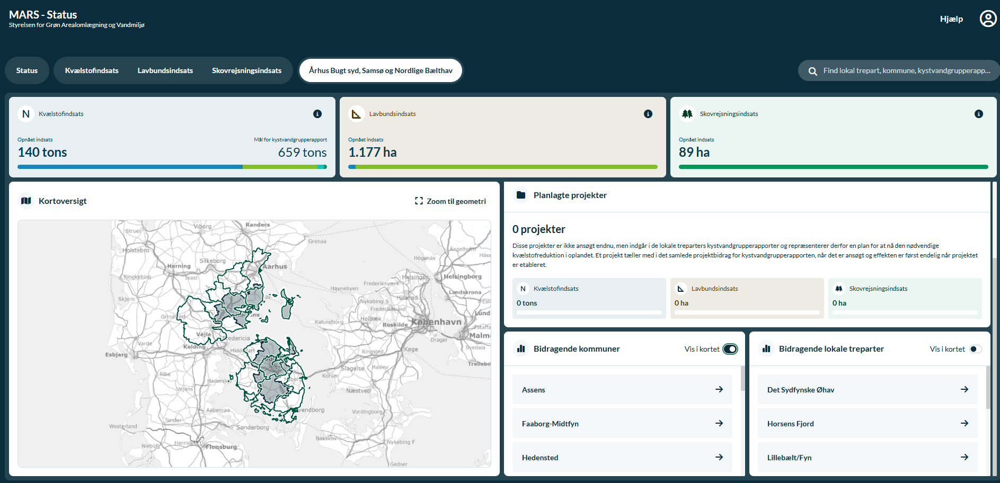 MARS - Status
Styrelsen for Grøn Arealomlægning og Vandmiljø
Hjælp
Status
Kvælstofindsats
Lavbundsindsats
Skovrejsningsindsats
Århus Bugt syd, Samsø og Nordlige Bælthav
Find lokal trepart, kommune, kystvandgrupperapp...
N
Kvælstofindsats
Opnået indsats
Mål for kystvandgrupperapport
140 tons
659 tons
Lavbundsindsats
Opnået indsats
1.177 ha
Skovrejsningsindsats
Opnået indsats
89 ha
Kortoversigt
Zoom til geometri
Viborg
Randers
Struer
Grenaa
Holstebro
Ängelholm
Silkeborg
Höganäs
Herning
Aarhus
Ikast
Ringkøbing
Helsingør
Helsingborg
Frederiksværk
Havnebyen
Landskrona
Skjern
Hillerød
Nykøbing S
Frederikssund
Grindsted
Lund
Holbæk
Kalundborg
København
Roskilde
Staffa
Vejle
Fredericia
Malm
Dragør
Varde
Kolding
Middelfart
Svedala
Køge
Ringsted
Esbjerg
Trellebo
Slagelse
Haslev
Ribe
Korsør
Nyborg
Vojens
Næstved
Aabenraa
Vordingborg
Tønder
Sønderborg
Westerland
Nakskov
Nykøbing F
Harrislee
Niebüll
Flensburg
Gedser
Planlagte projekter
0 projekter
Disse projekter er ikke ansøgt endnu, men indgår i de lokale treparters kystvandgrupperapporter og repræsenterer derfor en plan for at nå den nødvendige
kvælstofreduktion i oplandet. Et projekt tæller med i det samlede projektbidrag for kystvandgrupperapporten, når det er ansøgt og effekten er først endelig når projektet
er etableret.
N
Kvælstofindsats
0 tons
Lavbundsindsats
0 ha
Skovrejsningsindsats
0 ha
Bidragende kommuner
Vis i kortet
Assens
Faaborg-Midtfyn
Hedensted
Bidragende lokale treparter
Vis i kortet
Det Sydfynske Øhav
Horsens Fjord
Lillebælt/Fyn